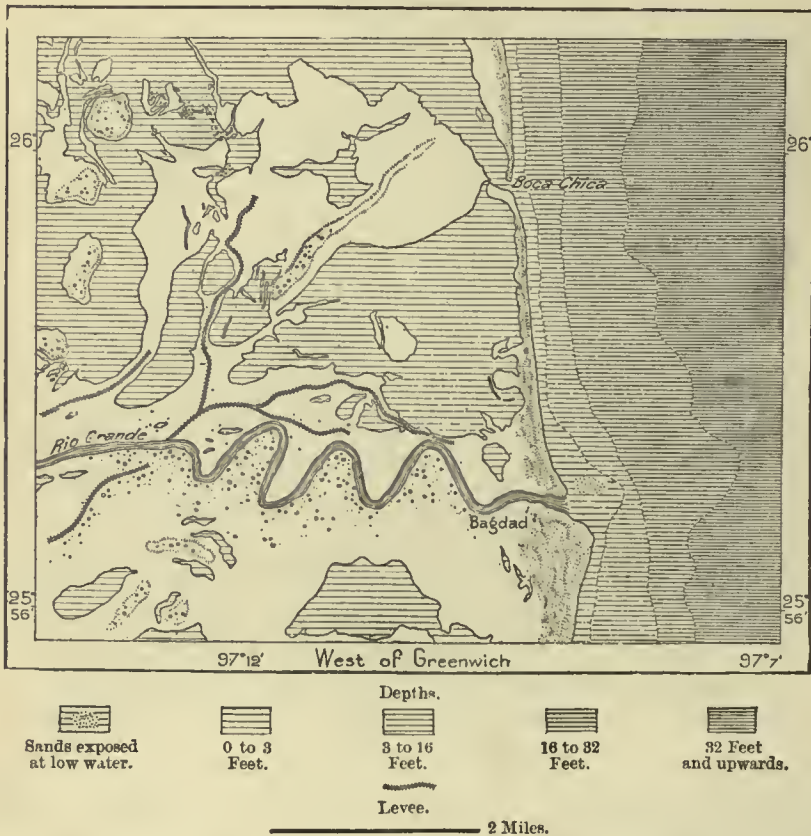 26°
26°
Boca Chica
Rio Grande
Bagdad
25°
56'
25°
56'
97°12'
West of Greenwich
97°7'
Depths.
Sands exposed
at low water.
0 to 3
Feet.
3 to 16
Feet.
16 to 32
Feet.
32 Feet
and upwards.
Levee.
2 Miles.